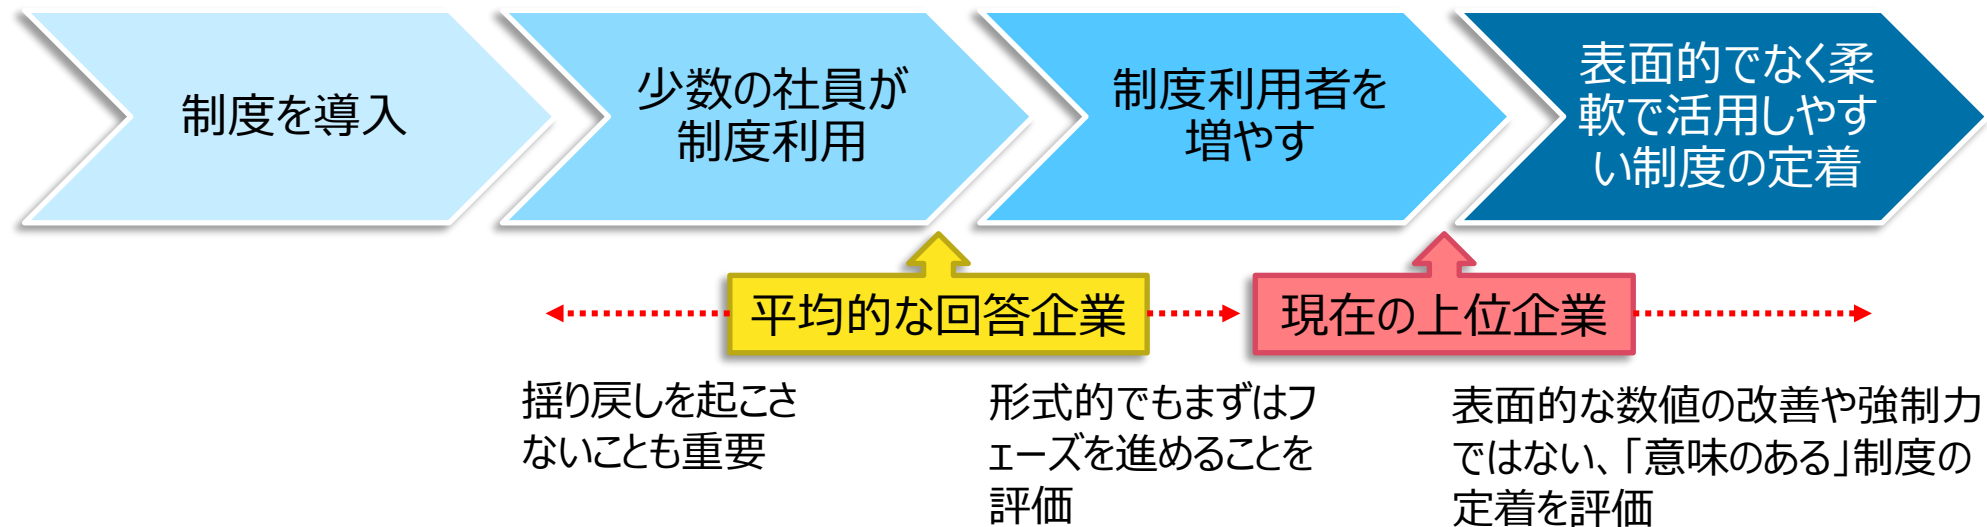 制度を導入
少数の社員が
制度利用
制度利用者を
増やす
表面的でなく柔
軟で活用しやす
い制度の定着
平均的な回答企業
現在の上位企業
揺り戻しを起こさ
ないことも重要
形式的でもまずはフ
ェーズを進めることを
評価
表面的な数値の改善や強制力
ではない、「意味のある」制度の
定着を評価